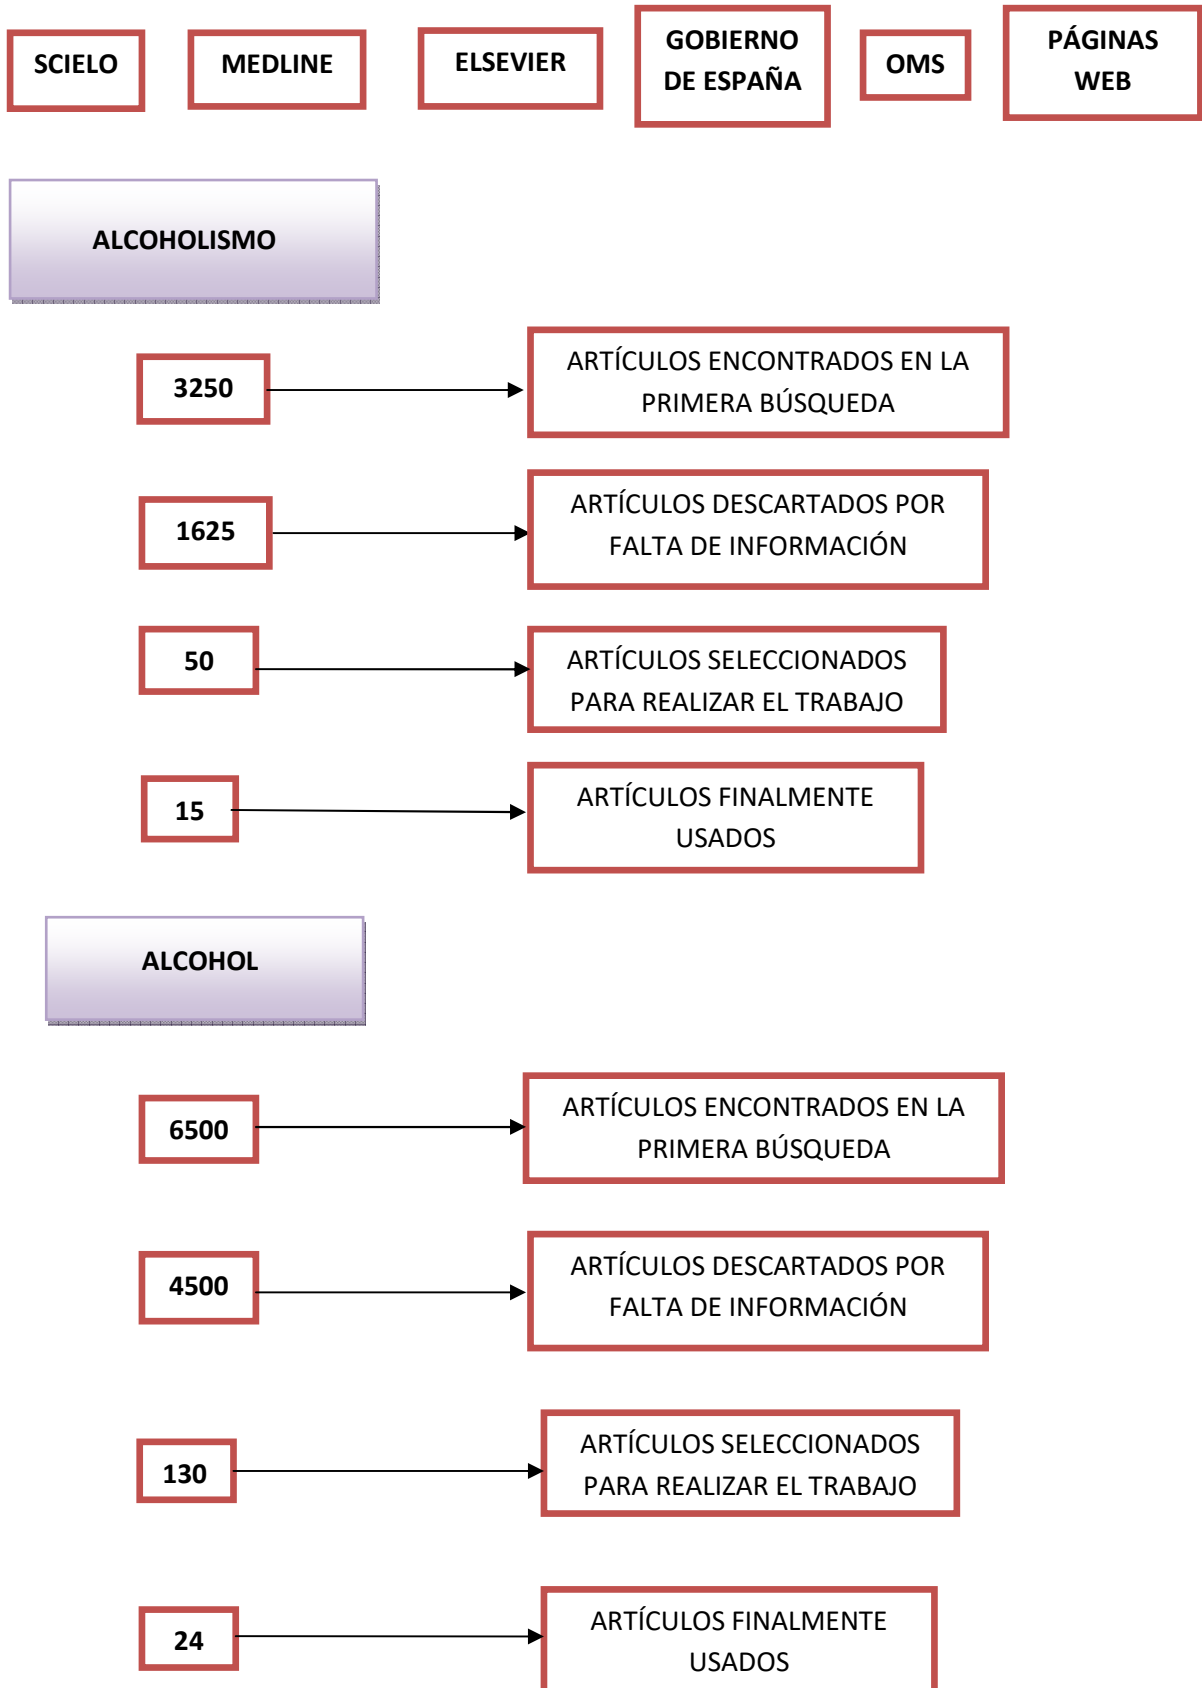 SCIELO
MEDLINE
ELSEVIER
GOBIERNO
DE ESPAÑA
OMS
PÁGINAS
WEB
ALCOHOLISMO
3250
ARTÍCULOS ENCONTRADOS EN LA
PRIMERA BÚSQUEDA
1625
ARTÍCULOS DESCARTADOS POR
FALTA DE INFORMACIÓN
50
ARTÍCULOS SELECCIONADOS
PARA REALIZAR EL TRABAJO
15
ARTÍCULOS FINALMENTE
USADOS
ALCOHOL
6500
ARTÍCULOS ENCONTRADOS EN LA
PRIMERA BÚSQUEDA
4500
ARTÍCULOS DESCARTADOS POR
FALTA DE INFORMACIÓN
130
ARTÍCULOS SELECCIONADOS
PARA REALIZAR EL TRABAJO
24
ARTÍCULOS FINALMENTE
USADOS